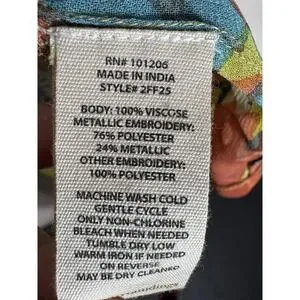 RN# 101206
MADE IN INDIA
STYLE# 2FF25
BODY: 100% VISCOSE
METALLIC EMBROIDERY:
76% POLYESTER
24% METALLIC
OTHER EMBROIDERY:
100% POLYESTER
MACHINE WASH COLD
GENTLE CYCLE
ONLY NON-CHLORINE
BLEACH WHEN NEEDED
TUMBLE DRY LOW
WARM IRON IF NEEDED
ON REVERSE
MAY BE DRY CLEANED